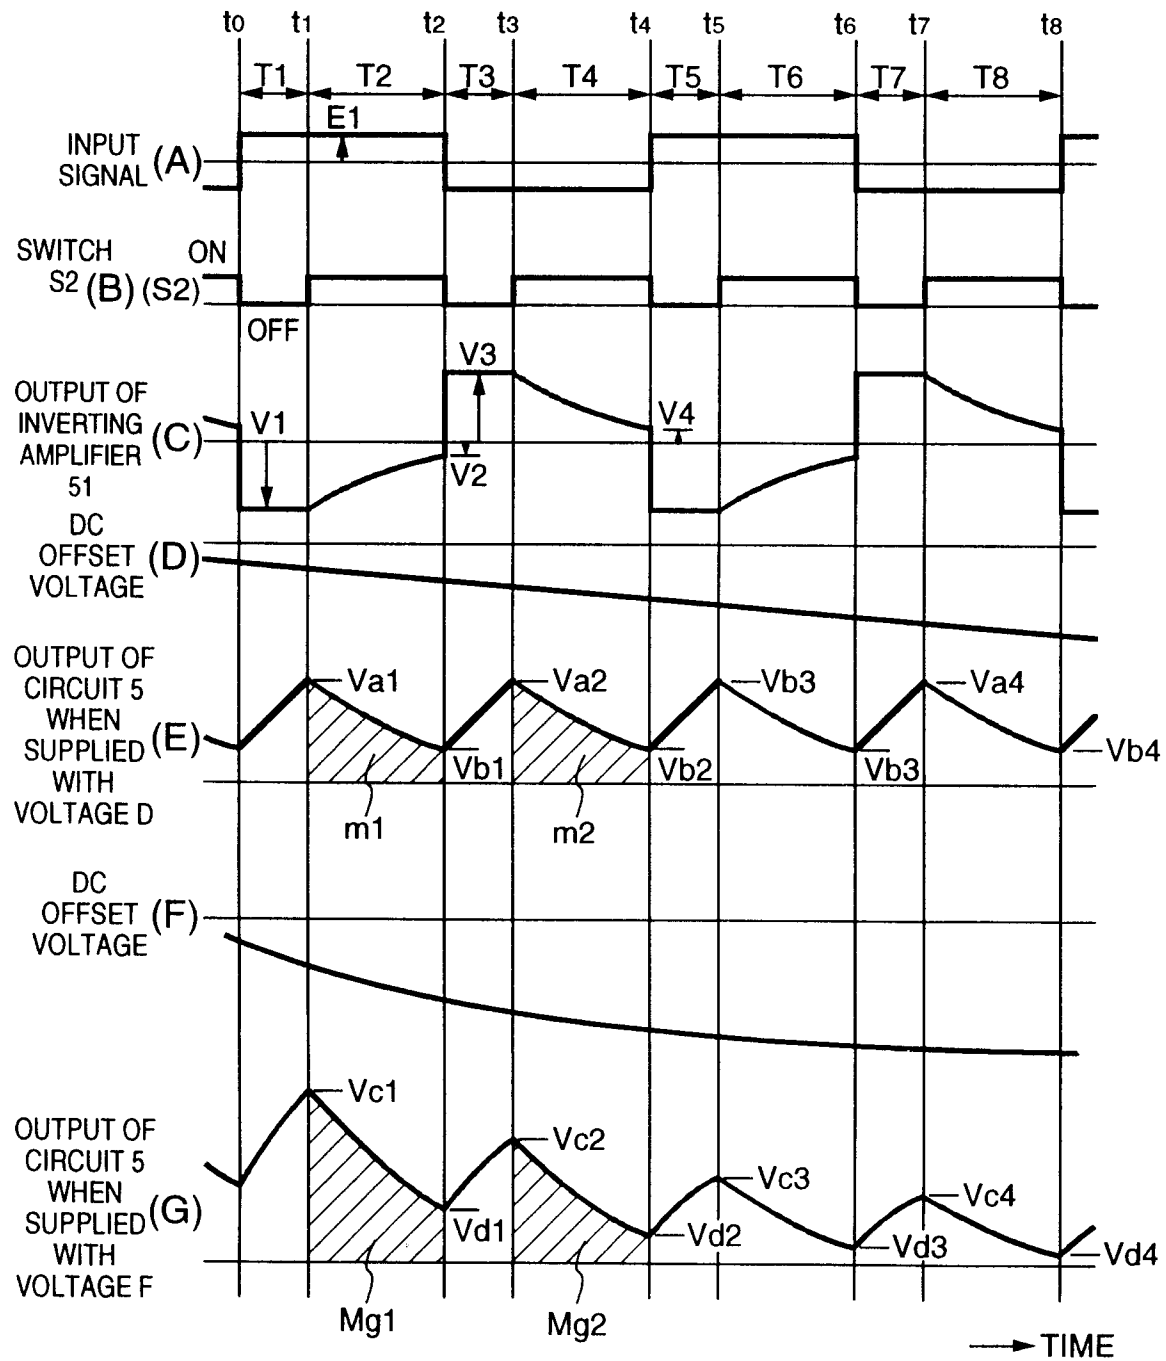 t0 t1 t2 t3 t4 t5 t6 t7 t8
T1 T2 T3 T4 T5 T6 T7 T8
E1
INPUT
SIGNAL (A)
SWITCH ON
S2 (B) (S2)
OFF
V3
OUTPUT OF
INVERTING
AMPLIFIER
51
(C)
V1
V4
V2
DC
OFFSET
VOLTAGE
(D)
OUTPUT OF
CIRCUIT 5
WHEN
SUPPLIED
WITH
VOLTAGE D
(E)
Va1 Va2 Vb3 Va4
Vb1 Vb2 Vb3 Vb4
m1 m2
DC
OFFSET
VOLTAGE
(F)
OUTPUT OF
CIRCUIT 5
WHEN
SUPPLIED
WITH
VOLTAGE F
(G)
Vc1 Vc2 Vc3 Vc4
Vd1 Vd2 Vd3 Vd4
Mg1 Mg2
TIME